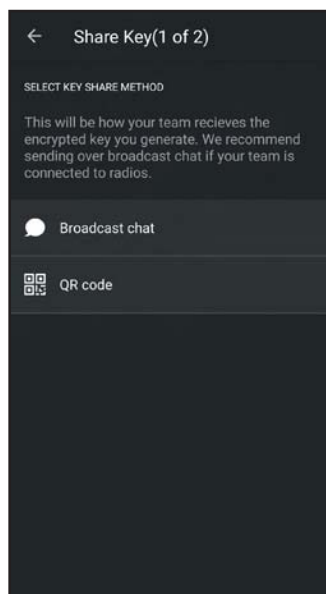 Share Key(1 of 2)
SELECT KEY SHARE METHOD
This will be how your team recieves the
encrypted key you generate. We recommend
sending over broadcast chat if your team is
connected to radios.
Broadcast chat
QR code